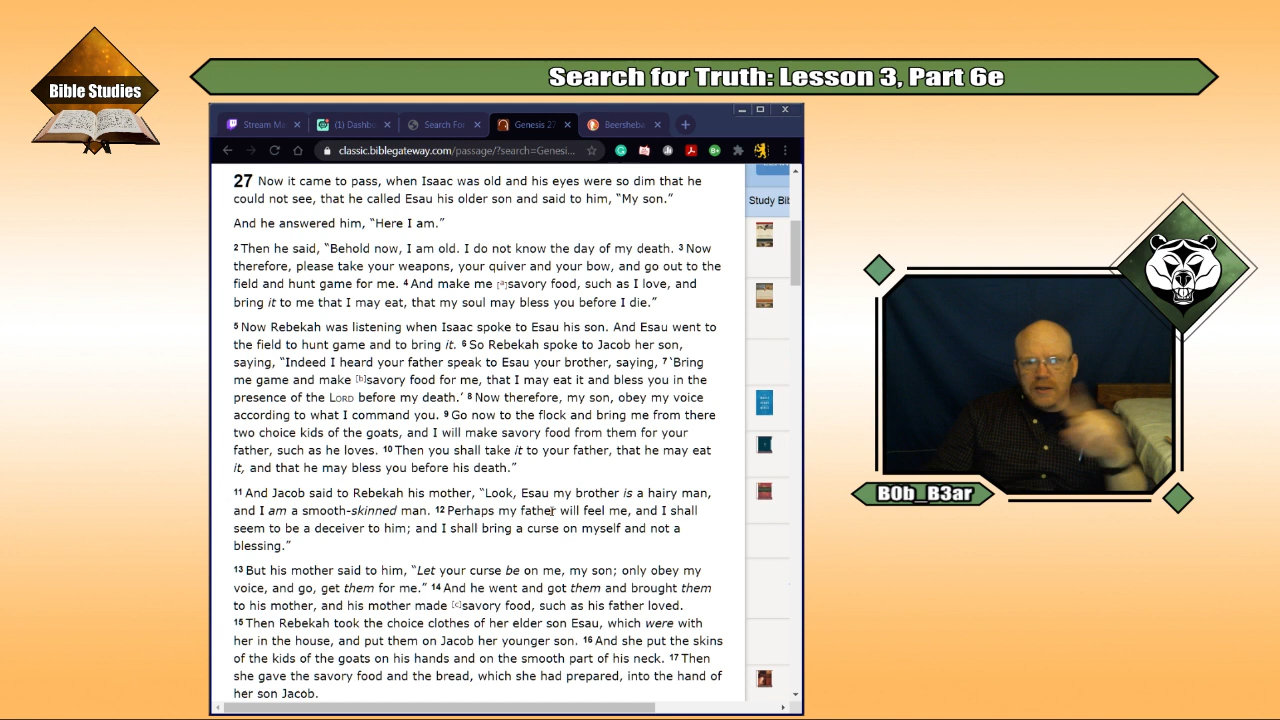 Bible Studies
Search for Truth: Lesson 3, Part 6e
Stream Ma
(1) Dashbo
Search For
Genesis 27
Beersheba
classic.biblegateway.com/passage/?search=Genesi...
Study Bib
27 Now it came to pass, when Isaac was old and his eyes were so dim that he
could not see, that he called Esau his older son and said to him, “My son.”
And he answered him, “Here I am.”
2 Then he said, “Behold now, I am old. I do not know the day of my death. 3 Now
therefore, please take your weapons, your quiver and your bow, and go out to the
field and hunt game for me. 4 And make me [a]savory food, such as I love, and
bring it to me that I may eat, that my soul may bless you before I die.”
5 Now Rebekah was listening when Isaac spoke to Esau his son. And Esau went to
the field to hunt game and to bring it. 6 So Rebekah spoke to Jacob her son,
saying, “Indeed I heard your father speak to Esau your brother, saying, 7 ‘Bring
me game and make [b]savory food for me, that I may eat it and bless you in the
presence of the LORD before my death.’ 8 Now therefore, my son, obey my voice
according to what I command you. 9 Go now to the flock and bring me from there
two choice kids of the goats, and I will make savory food from them for your
father, such as he loves. 10 Then you shall take it to your father, that he may eat
it, and that he may bless you before his death.”
11 And Jacob said to Rebekah his mother, “Look, Esau my brother is a hairy man,
and I am a smooth-skinned man. 12 Perhaps my father will feel me, and I shall
seem to be a deceiver to him; and I shall bring a curse on myself and not a
blessing.”
13 But his mother said to him, “Let your curse be on me, my son; only obey my
voice, and go, get them for me.” 14 And he went and got them and brought them
to his mother, and his mother made [c]savory food, such as his father loved.
15 Then Rebekah took the choice clothes of her elder son Esau, which were with
her in the house, and put them on Jacob her younger son. 16 And she put the skins
of the kids of the goats on his hands and on the smooth part of his neck. 17 Then
she gave the savory food and the bread, which she had prepared, into the hand of
her son Jacob.
B0b_B3ar